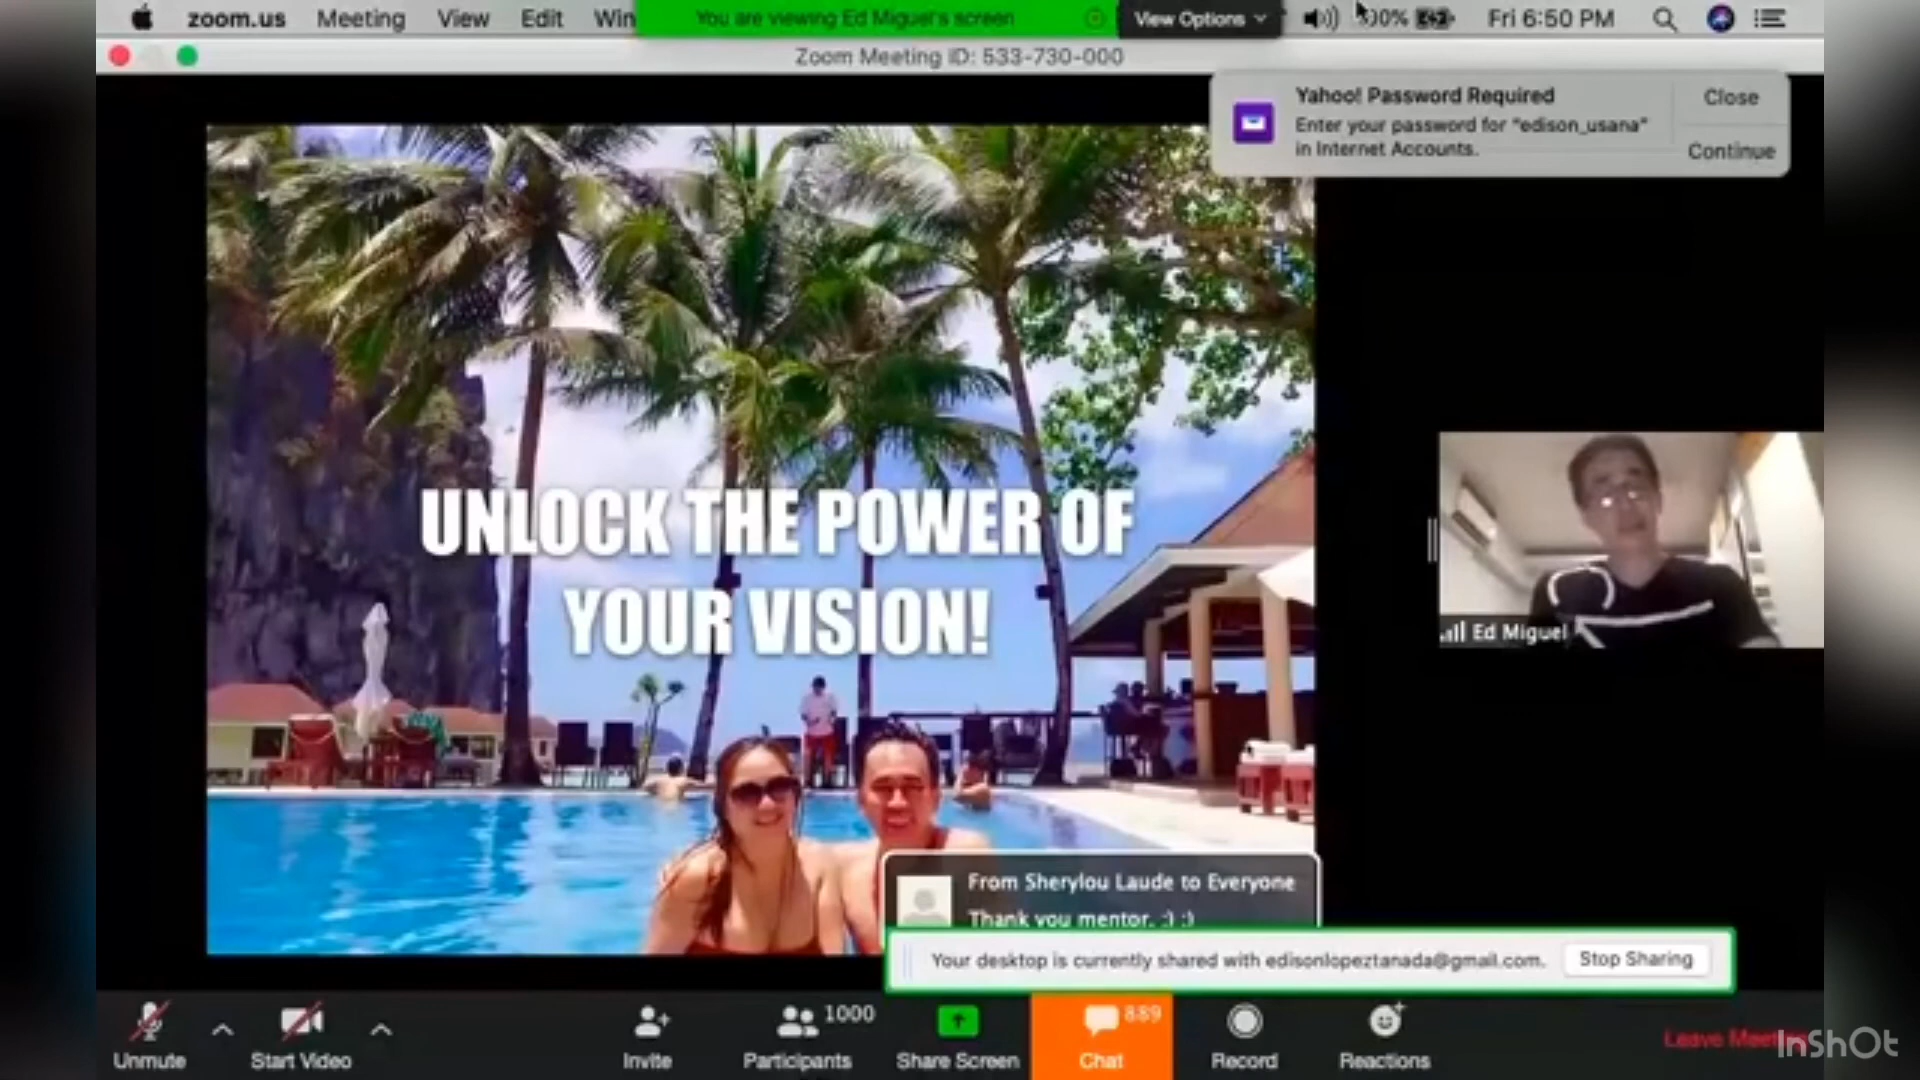 zoom.us Meeting View Edit Win
You are viewing Ed Miguel's screen
View Options
Fri 6:50 PM
Zoom Meeting ID: 533-730-000
Yahoo! Password Required
Enter your password for "edison_usana"
in Internet Accounts.
Close
Continue
UNLOCK THE POWER OF
YOUR VISION!
Ed Miguel
From Sherylou Laude to Everyone
Thank you mentor. :) :)
Your desktop is currently shared with edisonlopeztanada@gmail.com.
Stop Sharing
1000
889
Unmute
Start Video
Invite
Participants
Share Screen
Chat
Record
Reactions
Leave
InShOt